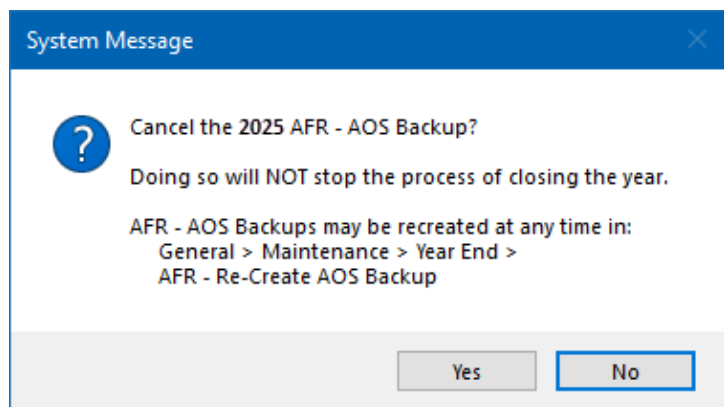 System Message
Cancel the 2025 AFR - AOS Backup?
Doing so will NOT stop the process of closing the year.
AFR - AOS Backups may be recreated at any time in:
General > Maintenance > Year End >
AFR - Re-Create AOS Backup
Yes No